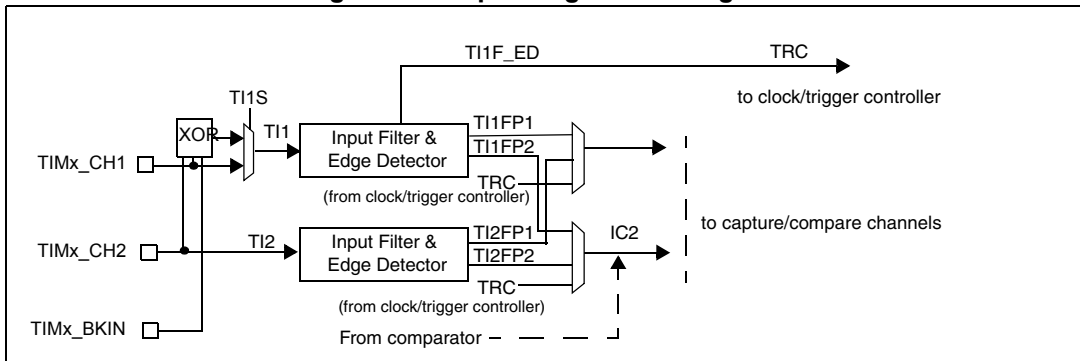 TI1F_ED
TRC
to clock/trigger controller
TI1S
XOR
TI1
Input Filter &
Edge Detector
TI1FP1
TI1FP2
TIMx_CH1
TRC
(from clock/trigger controller)
to capture/compare channels
TIMx_CH2
TI2
Input Filter &
Edge Detector
TI2FP1
TI2FP2
IC2
TRC
(from clock/trigger controller)
TIMx_BKIN
From comparator